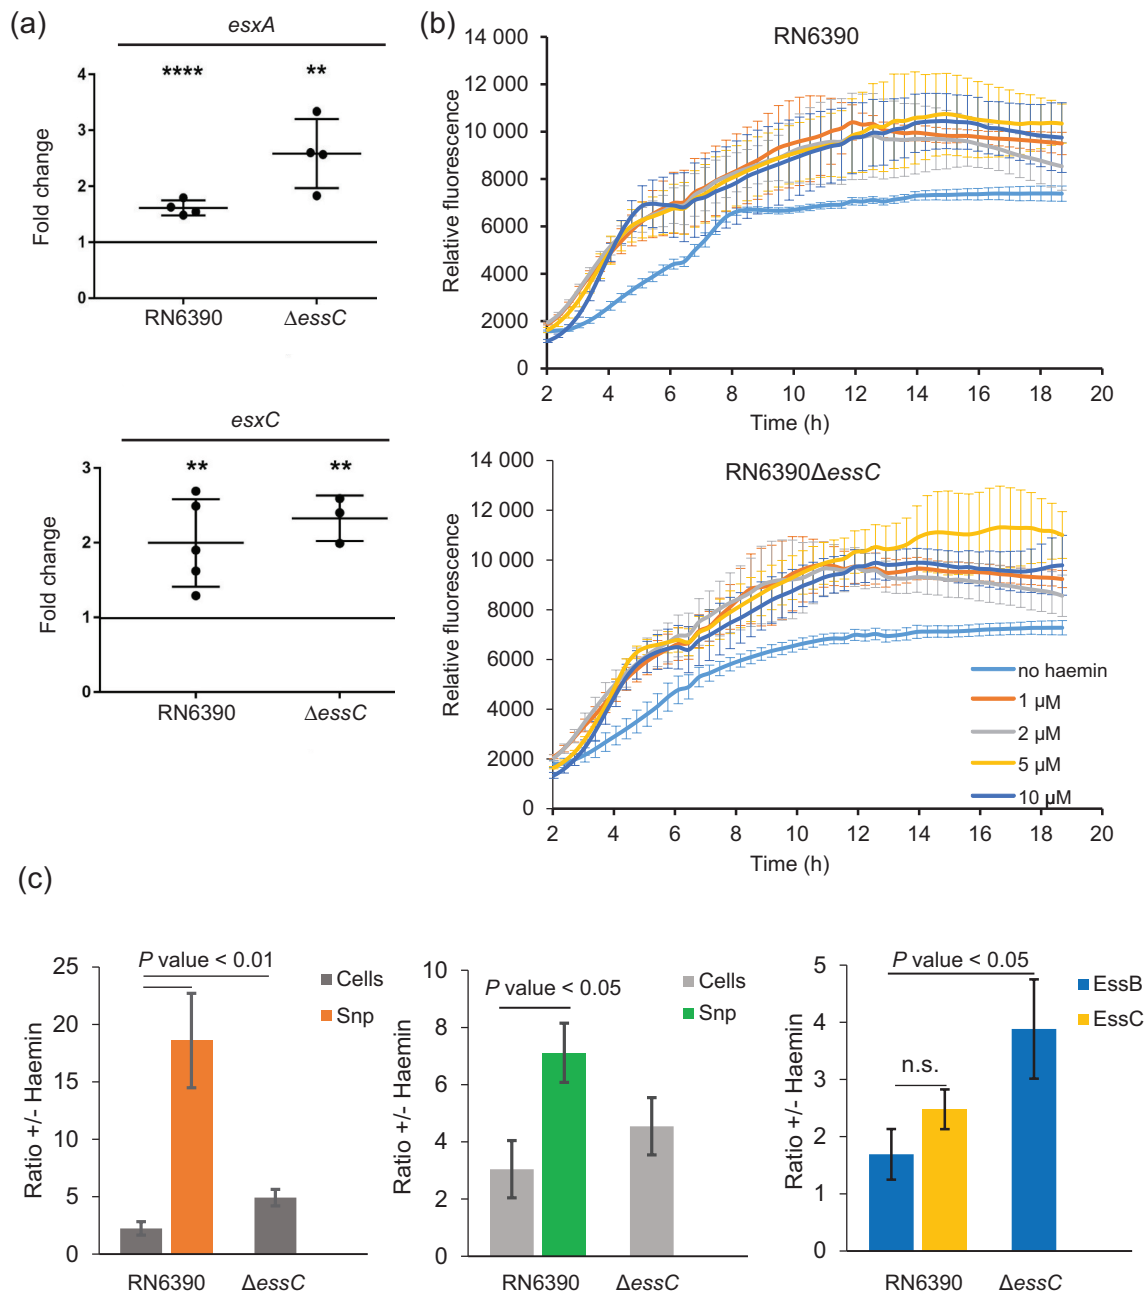 (a)
esxA
**** **
4
3
2
1
0
Fold change
RN6390 ΔessC
esxC
** **
3
2
1
0
Fold change
RN6390 ΔessC
(b)
RN6390
14 000
12 000
10 000
8000
6000
4000
2000
0
Relative fluorescence
2 4 6 8 10 12 14 16 18 20
Time (h)
RN6390ΔessC
14 000
12 000
10 000
8000
6000
4000
2000
0
Relative fluorescence
no haemin
1 µM
2 µM
5 µM
10 µM
2 4 6 8 10 12 14 16 18 20
Time (h)
(c)
P value < 0.01
Cells
Snp
25
20
15
10
5
0
Ratio +/- Haemin
RN6390 ΔessC
P value < 0.05
Cells
Snp
10
8
6
4
2
0
Ratio +/- Haemin
RN6390 ΔessC
P value < 0.05
n.s.
EssB
EssC
5
4
3
2
1
0
Ratio +/- Haemin
RN6390 ΔessC